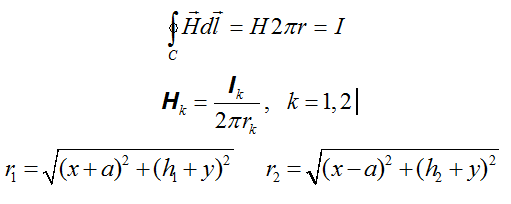 ∮_C H⃗dl⃗ = H2πr = I
H_k = I_k / 2πr_k , k = 1,2|
r_1 = √((x+a)² + (h_1+y)²) r_2 = √((x−a)² + (h_2+y)²)